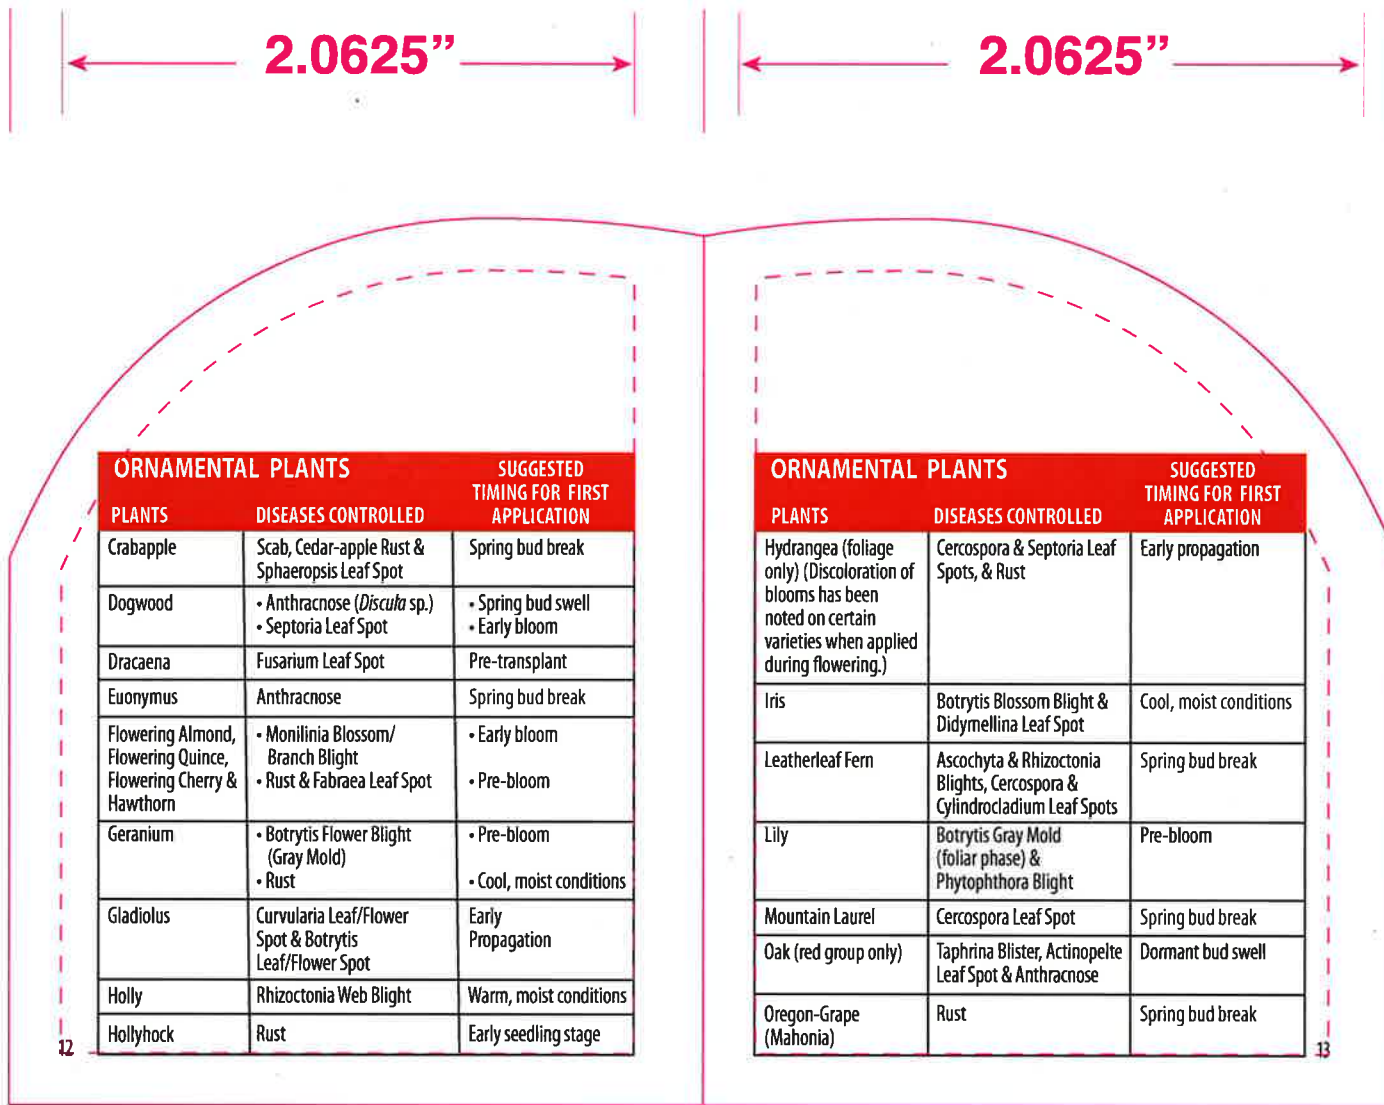 2.0625”
2.0625”
ORNAMENTAL PLANTS
SUGGESTED
TIMING FOR FIRST
PLANTS DISEASES CONTROLLED APPLICATION
Crabapple Scab, Cedar-apple Rust & Spring bud break
Sphaeropsis Leaf Spot
Dogwood • Anthracnose (Discula sp.) • Spring bud swell
• Septoria Leaf Spot • Early bloom
Dracaena Fusarium Leaf Spot Pre-transplant
Euonymus Anthracnose Spring bud break
Flowering Almond, • Monilinia Blossom/ • Early bloom
Flowering Quince, Branch Blight
Flowering Cherry & • Rust & Fabraea Leaf Spot • Pre-bloom
Hawthorn
Geranium • Botrytis Flower Blight • Pre-bloom
(Gray Mold)
• Rust • Cool, moist conditions
Gladiolus Curvularia Leaf/Flower Early
Spot & Botrytis Propagation
Leaf/Flower Spot
Holly Rhizoctonia Web Blight Warm, moist conditions
Hollyhock Rust Early seedling stage
12
ORNAMENTAL PLANTS
SUGGESTED
TIMING FOR FIRST
PLANTS DISEASES CONTROLLED APPLICATION
Hydrangea (foliage Cercospora & Septoria Leaf Early propagation
only) (Discoloration of Spots, & Rust
blooms has been
noted on certain
varieties when applied
during flowering.)
Iris Botrytis Blossom Blight & Cool, moist conditions
Didymellina Leaf Spot
Leatherleaf Fern Ascochyta & Rhizoctonia Spring bud break
Blights, Cercospora &
Cylindrocladium Leaf Spots
Lily Botrytis Gray Mold Pre-bloom
(foliar phase) &
Phytophthora Blight
Mountain Laurel Cercospora Leaf Spot Spring bud break
Oak (red group only) Taphrina Blister, Actinopelte Dormant bud swell
Leaf Spot & Anthracnose
Oregon-Grape Rust Spring bud break
(Mahonia)
13